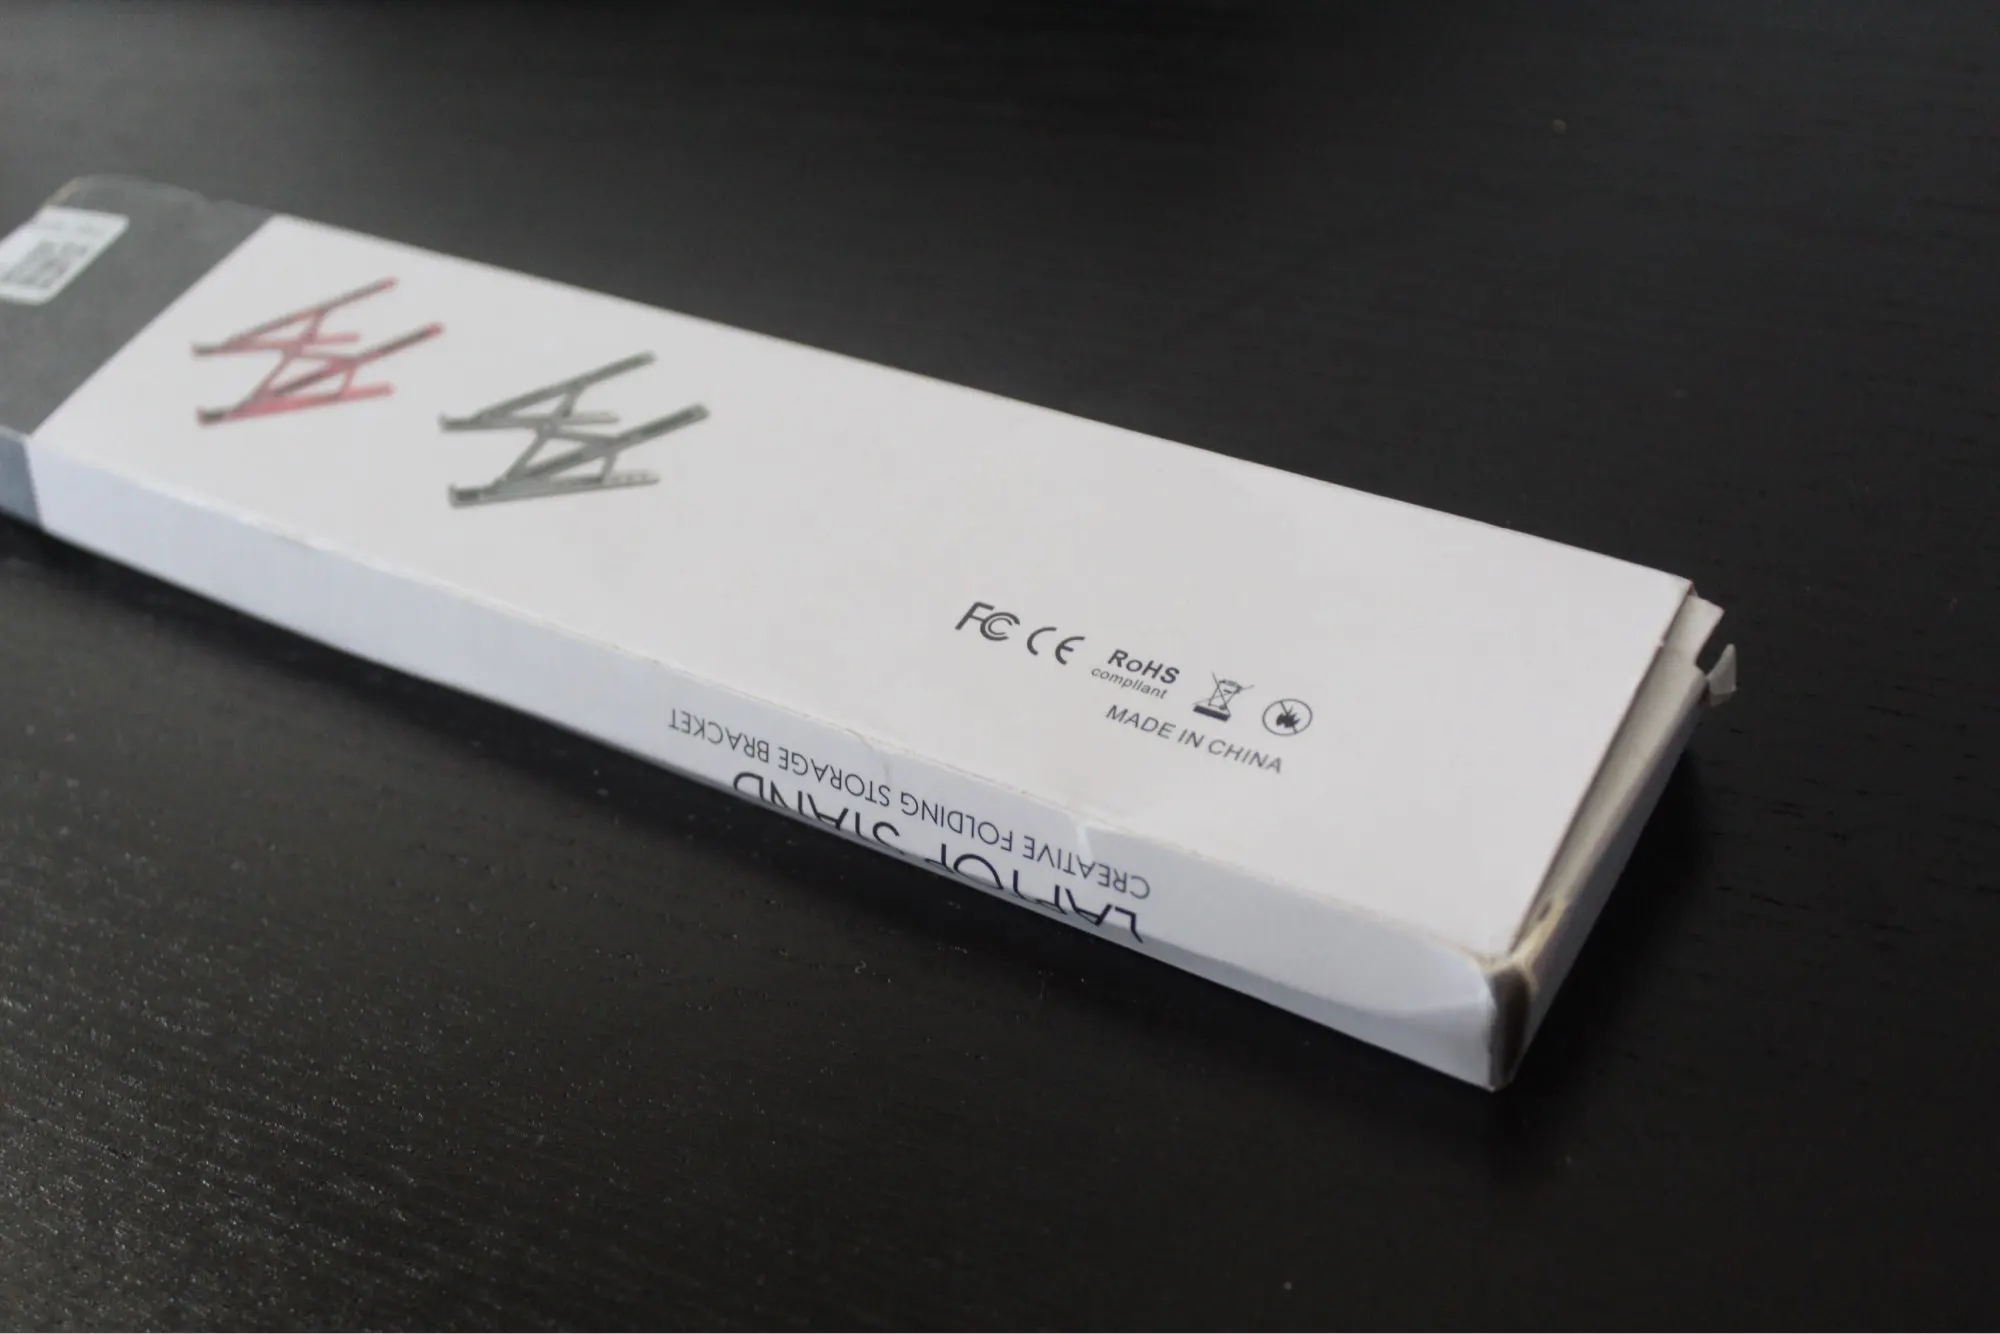 FC CE RoHS
compliant
MADE IN CHINA
LAPTOP STAND
CREATIVE FOLDING STORAGE BRACKET